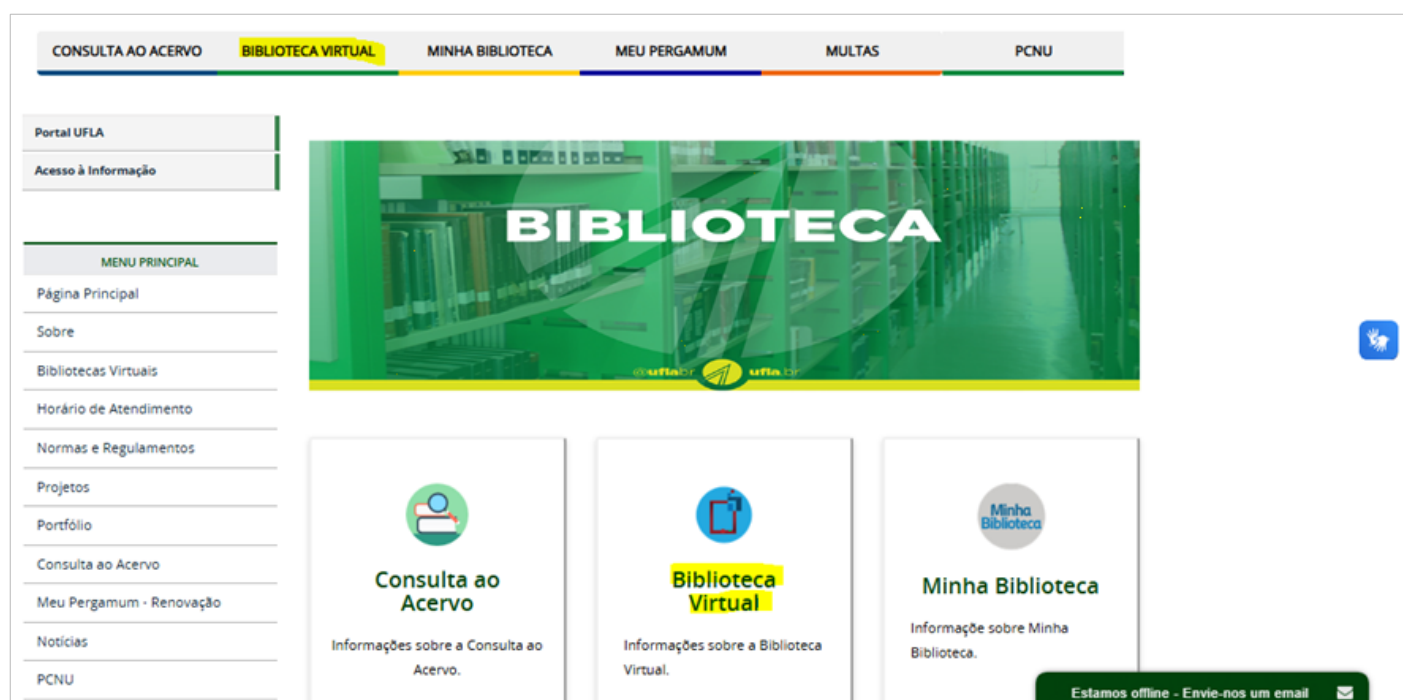 CONSULTA AO ACERVO
BIBLIOTECA VIRTUAL
MINHA BIBLIOTECA
MEU PERGAMUM
MULTAS
PCNU
Portal UFLA
Acesso à Informação
MENU PRINCIPAL
Página Principal
Sobre
Bibliotecas Virtuais
Horário de Atendimento
Normas e Regulamentos
Projetos
Portfólio
Consulta ao Acervo
Meu Pergamum - Renovação
Notícias
PCNU
BIBLIOTECA
@uflabr
ufla.br
Consulta ao
Acervo
Informações sobre a Consulta ao
Acervo.
Biblioteca
Virtual
Informações sobre a Biblioteca
Virtual.
Minha
Biblioteca
Minha Biblioteca
Informaçõe sobre Minha
Biblioteca.
Estamos offline - Envie-nos um email